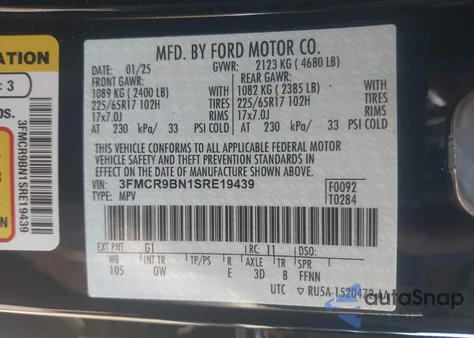 MFD. BY FORD MOTOR CO.
DATE: 01/25 GVWR: 2123 KG ( 4680 LB)
FRONT GAWR: REAR GAWR:
1089 KG ( 2400 LB) WITH 1082 KG ( 2385 LB) WITH
225/65R17 102H TIRES 225/65R17 102H TIRES
17x7.0J RIMS 17x7.0J RIMS
AT 230 kPa/ 33 PSI COLD AT 230 kPa/ 33 PSI COLD
THIS VEHICLE CONFORMS TO ALL APPLICABLE FEDERAL MOTOR
VEHICLE SAFETY AND THEFT PREVENTION STANDARDS IN
EFFECT ON THE DATE OF MANUFACTURE SHOWN ABOVE.
VIN: 3FMCR9BN1SRE19439 F0092
TYPE: MPV T0284
EXT PNT: G1 RC: 11 DSO:
WB INT TR TP/PS R AXLE TR SPR
105 QW E 3D B FFNN
UTC RU5A-1520472-AA
3FMCR9BN1SRE19439
: 3
AutoSnap